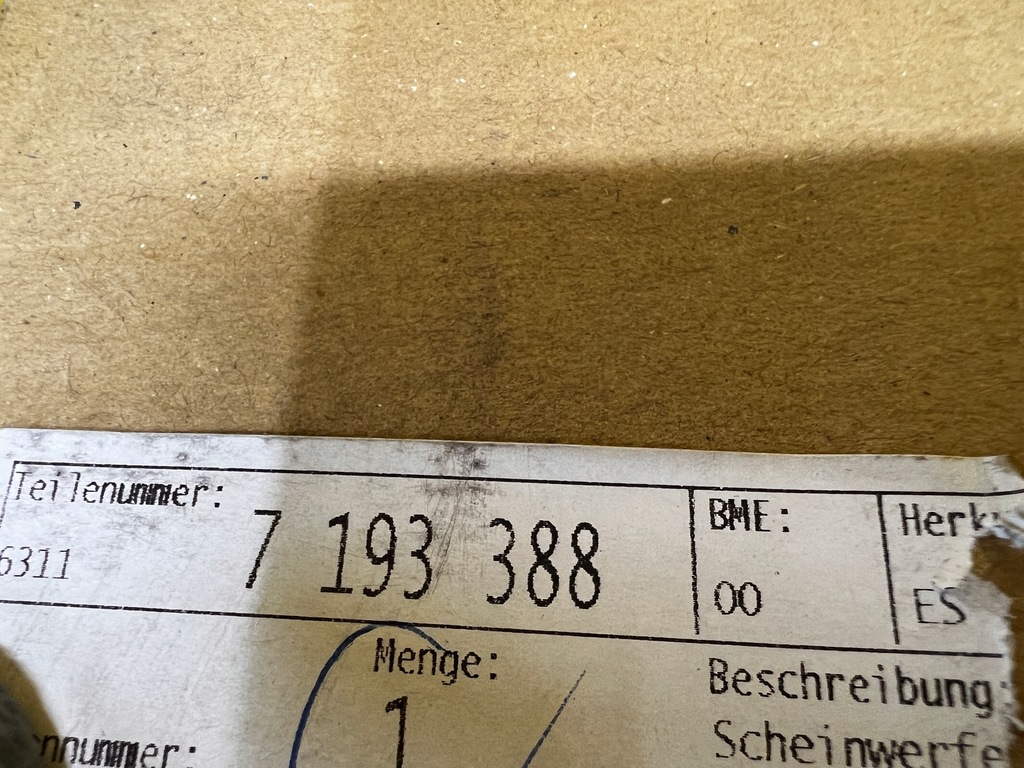 Teilenummer:
6311 7 193 388
BME:
00
ES
Menge:
1
Beschreibung: